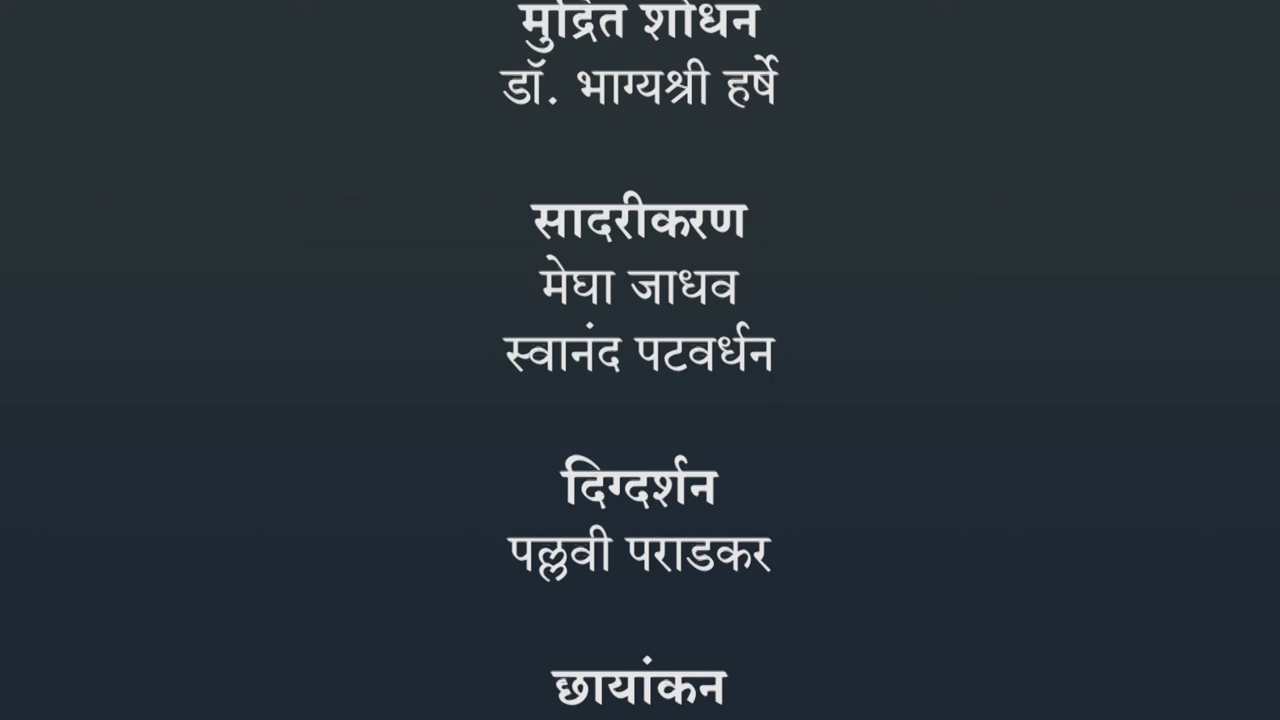 मुद्रित शोधन
डॉ. भाग्यश्री हर्षे
सादरीकरण
मेघा जाधव
स्वानंद पटवर्धन
दिग्दर्शन
पल्लवी पराडकर
छायांकन